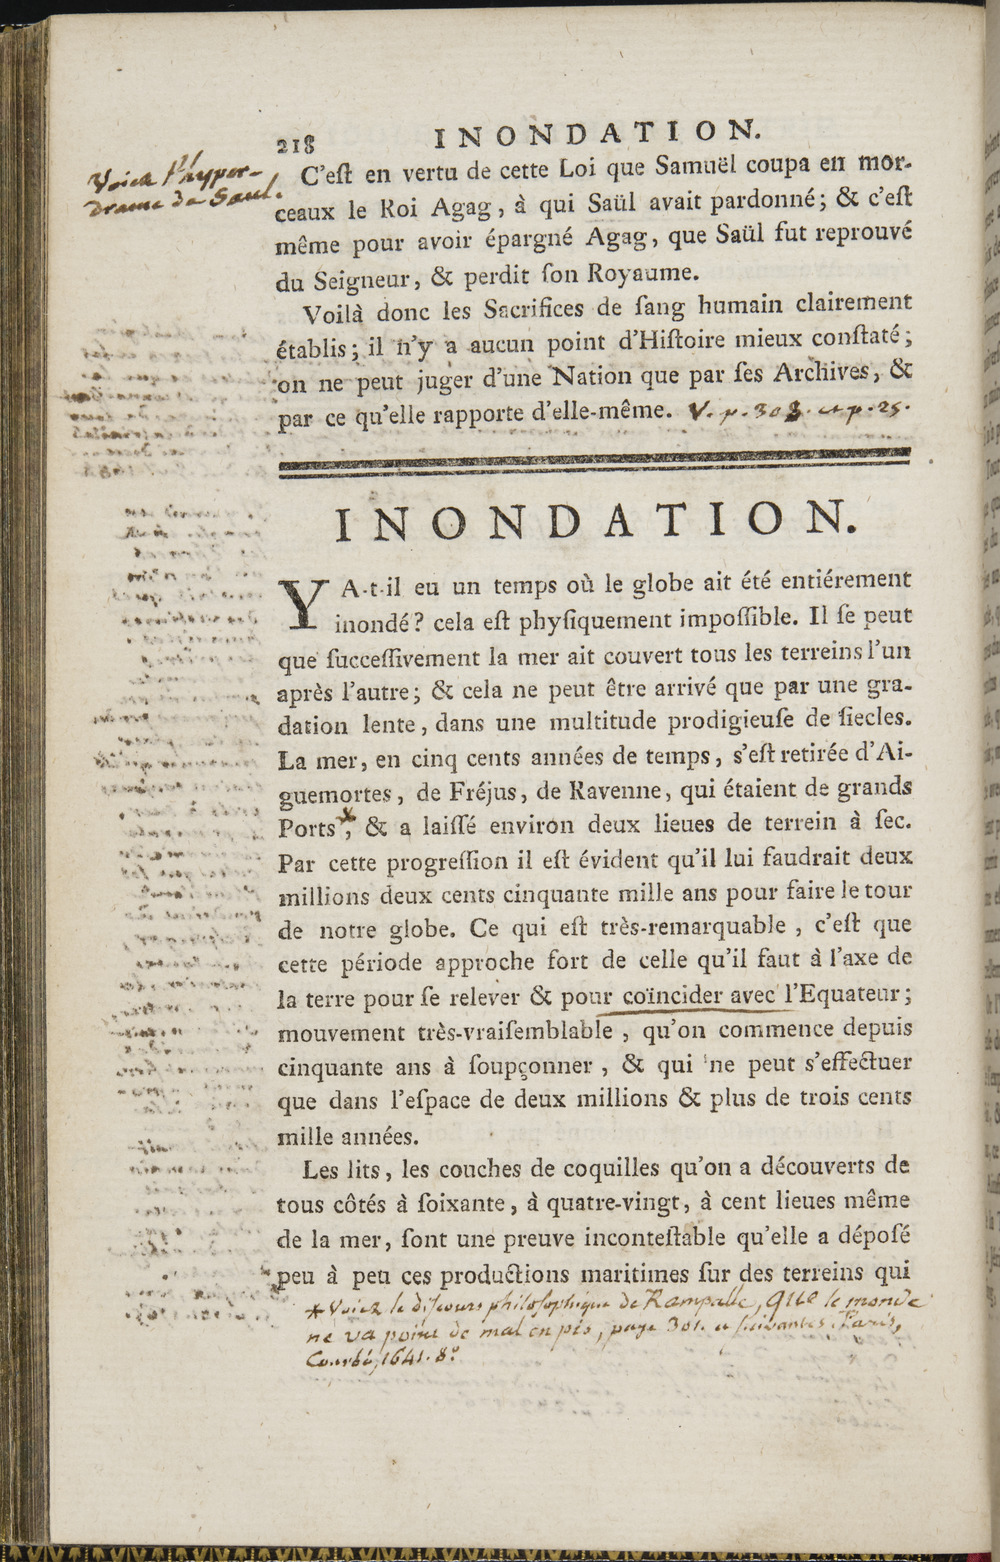 218 INONDATION.
Voiez l'hyper-
drame de Saul.
C'eſt en vertu de cette Loi que Samuël coupa en mor-
ceaux le Roi Agag, à qui Saül avait pardonné; & c'eſt
même pour avoir épargné Agag, que Saül fut reprouvé
du Seigneur, & perdit ſon Royaume.
Voilà donc les Sacrifices de ſang humain clairement
établis; il n'y a aucun point d'Hiſtoire mieux conſtaté;
on ne peut juger d'une Nation que par ſes Archives, &
par ce qu'elle rapporte d'elle-même. V. p. 308. et p. 25.
INONDATION.
Y A-t-il eu un temps où le globe ait été entiérement
inondé? cela eſt phyſiquement impoſſible. Il ſe peut
que ſucceſſivement la mer ait couvert tous les terreins l'un
après l'autre; & cela ne peut être arrivé que par une gra-
dation lente, dans une multitude prodigieuſe de ſiecles.
La mer, en cinq cents années de temps, s'eſt retirée d'Ai-
guemortes, de Fréjus, de Ravenne, qui étaient de grands
Ports*, & a laiſſé environ deux lieues de terrein à ſec.
Par cette progreſſion il eſt évident qu'il lui faudrait deux
millions deux cents cinquante mille ans pour faire le tour
de notre globe. Ce qui eſt très-remarquable, c'eſt que
cette période approche fort de celle qu'il faut à l'axe de
la terre pour ſe relever & pour coïncider avec l'Equateur;
mouvement très-vraiſemblable, qu'on commence depuis
cinquante ans à ſoupçonner, & qui ne peut s'effectuer
que dans l'eſpace de deux millions & plus de trois cents
mille années.
Les lits, les couches de coquilles qu'on a découverts de
tous côtés à ſoixante, à quatre-vingt, à cent lieues même
de la mer, ſont une preuve inconteſtable qu'elle a dépoſé
peu à peu ces productions maritimes ſur des terreins qui
* Voiez le diſcours philoſophique de Rampalle, Que le monde
ne va point de mal en pis, page 301. et ſuivantes. Paris,
Courbé, 1641. 8º